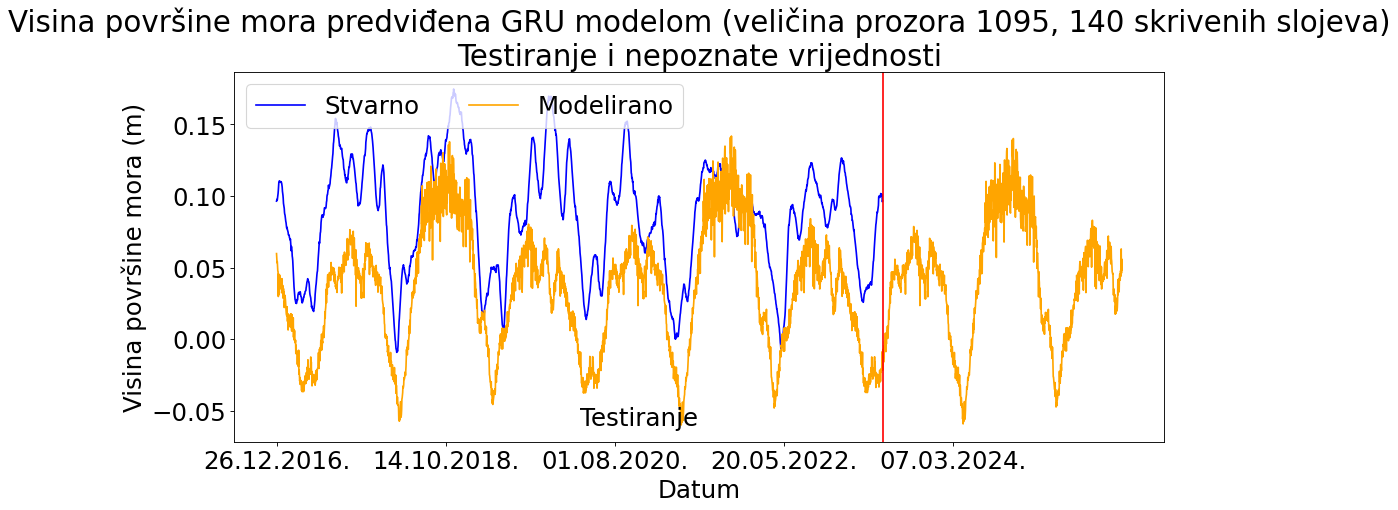 Visina površine mora predviđena GRU modelom (veličina prozora 1095, 140 skrivenih slojeva)
Testiranje i nepoznate vrijednosti
Stvarno Modelirano
Visina površine mora (m)
0.15
0.10
0.05
0.00
−0.05
Testiranje
26.12.2016. 14.10.2018. 01.08.2020. 20.05.2022. 07.03.2024.
Datum